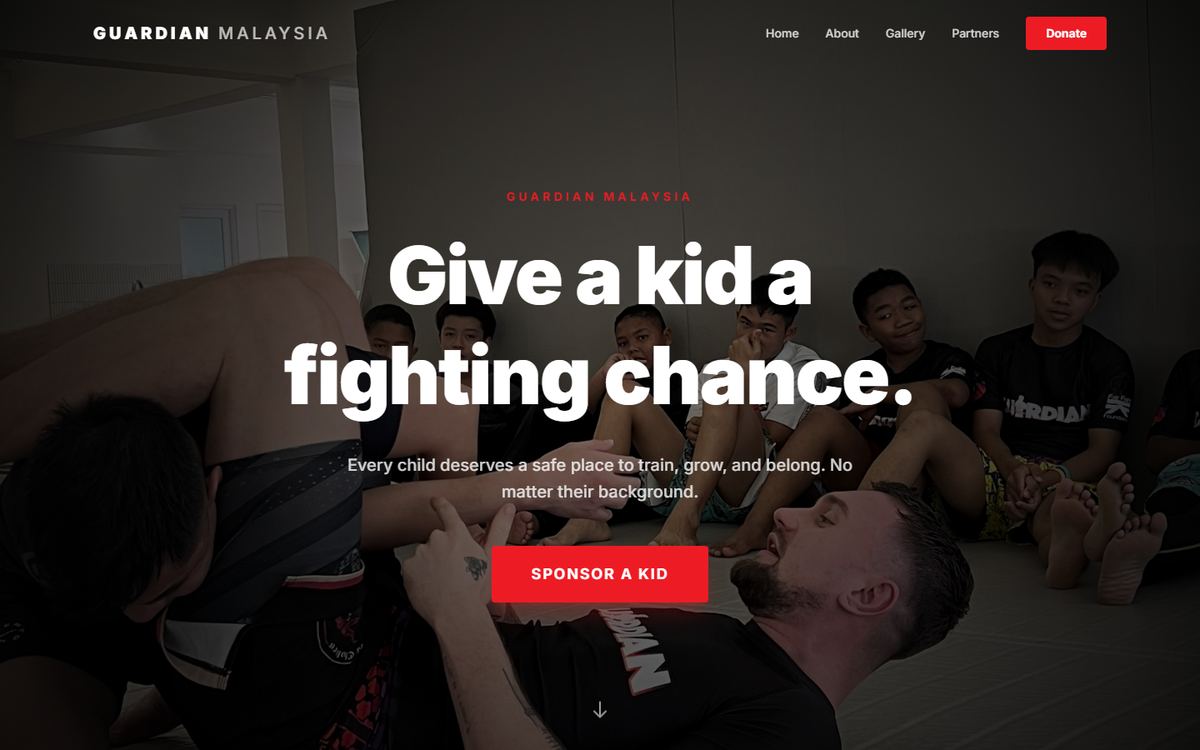 GUARDIAN MALAYSIA
Home About Gallery Partners Donate
GUARDIAN MALAYSIA
Give a kid a
fighting chance.
Every child deserves a safe place to train, grow, and belong. No
matter their background.
SPONSOR A KID